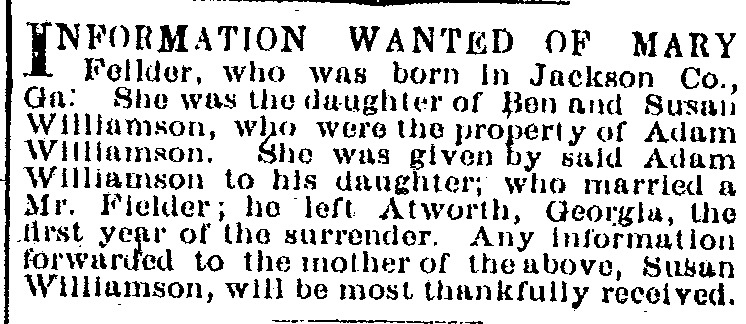 INFORMATION WANTED OF MARY
Feilder, who was born in Jackson Co.,
Ga. She was the daughter of Ben and Susan
Williamson, who were the property of Adam
Williamson. She was given by said Adam
Williamson to his daughter; who married a
Mr. Fielder; he left Atworth, Georgia, the
first year of the surrender. Any information
forwarded to the mother of the above, Susan
Williamson, will be most thankfully received.